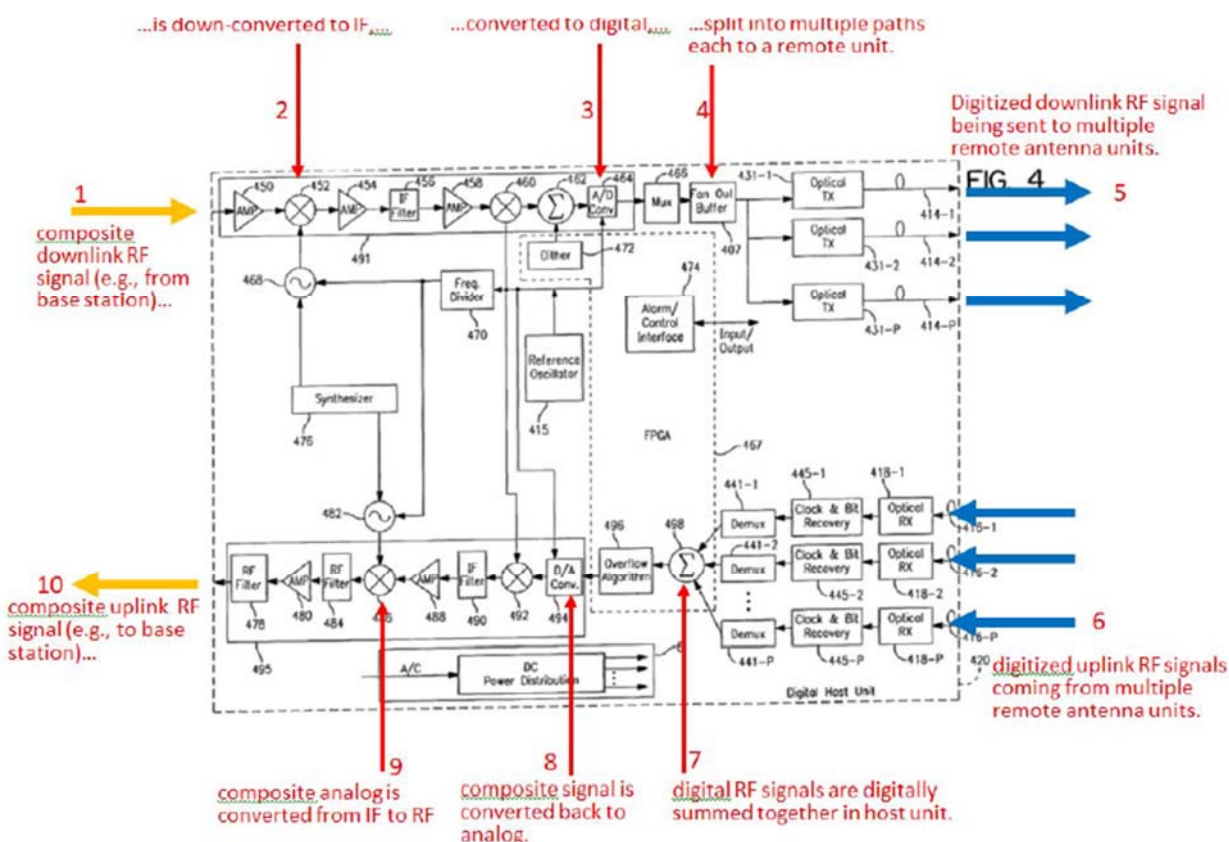 ...is down-converted to IF,...
...converted to digital,...
...split into multiple paths
each to a remote unit.
2
3
4
Digitized downlink RF signal
being sent to multiple
remote antenna units.
1
composite
downlink RF
signal (e.g., from
base station)...
450
452
454
456
458
460
462
464
466
431-1
FIG. 4
5
AMP
AMP
IF
Filter
AMP
Σ
A/D
Conv.
Mux
Fan Out
Buffer
Optical
TX
414-1
491
407
Dither
472
Optical
TX
431-2
414-2
468
Freq.
Divider
470
474
Alarm/
Control
Interface
Input/
Output
Optical
TX
431-P
414-P
Reference
Oscillator
415
Synthesizer
476
FPGA
467
482
496
498
441-1
445-1
418-1
Demux
Clock & Bit
Recovery
Optical
RX
416-1
441-2
Demux
Clock & Bit
Recovery
Optical
RX
416-2
445-2
418-2
10
composite uplink RF
signal (e.g., to base
station)...
RF
Filter
AMP
RF
Filter
AMP
IF
Filter
D/A
Conv.
Overflow
Algorithm
Σ
478
480
484
488
490
492
494
495
Demux
Clock & Bit
Recovery
Optical
RX
416-P
441-P
445-P
418-P
6
A/C
DC
Power Distribution
Digital Host Unit
420
digitized uplink RF signals
coming from multiple
remote antenna units.
9
composite analog is
converted from IF to RF
8
composite signal is
converted back to
analog.
7
digital RF signals are digitally
summed together in host unit.